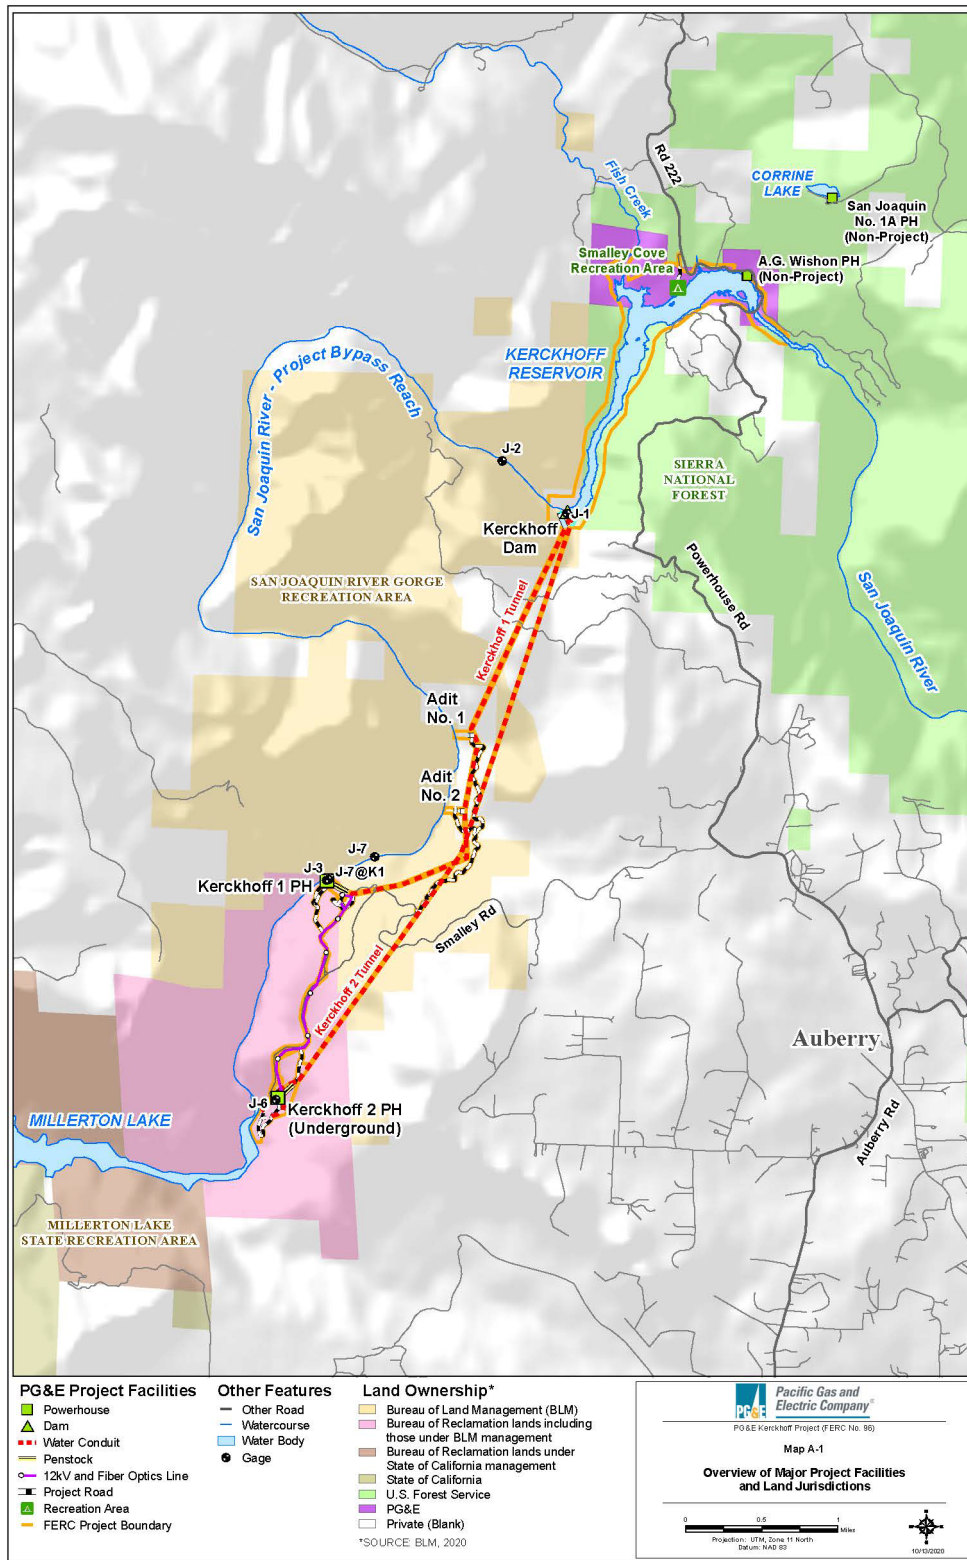 Fish Creek
Rd 222
CORRINE
LAKE
San Joaquin
No. 1A PH
(Non-Project)
Smalley Cove
Recreation Area
A.G. Wishon PH
(Non-Project)
KERCKHOFF
RESERVOIR
San Joaquin River - Project Bypass Reach
J-2
SIERRA
NATIONAL
FOREST
J-1
Kerckhoff
Dam
Powerhouse Rd
SAN JOAQUIN RIVER GORGE
RECREATION AREA
San Joaquin River
Kerckhoff 1 Tunnel
Adit
No. 1
Adit
No. 2
J-7
J-3
J-7@K1
Kerckhoff 1 PH
Smalley Rd
Kerckhoff 2 Tunnel
Auberry
J-6
Kerckhoff 2 PH
(Underground)
MILLERTON LAKE
Auberry Rd
MILLERTON LAKE
STATE RECREATION AREA
PG&E Project Facilities
Powerhouse
Dam
Water Conduit
Penstock
12kV and Fiber Optics Line
Project Road
Recreation Area
FERC Project Boundary
Other Features
Other Road
Watercourse
Water Body
Gage
Land Ownership*
Bureau of Land Management (BLM)
Bureau of Reclamation lands including
those under BLM management
Bureau of Reclamation lands under
State of California management
State of California
U.S. Forest Service
PG&E
Private (Blank)
*SOURCE: BLM, 2020
PG&E
Pacific Gas and
Electric Company®
PG&E Kerckhoff Project (FERC No. 96)
Map A-1
Overview of Major Project Facilities
and Land Jurisdictions
0 0.5 1
Miles
Projection: UTM, Zone 11 North
Datum: NAD 83
10/13/2020